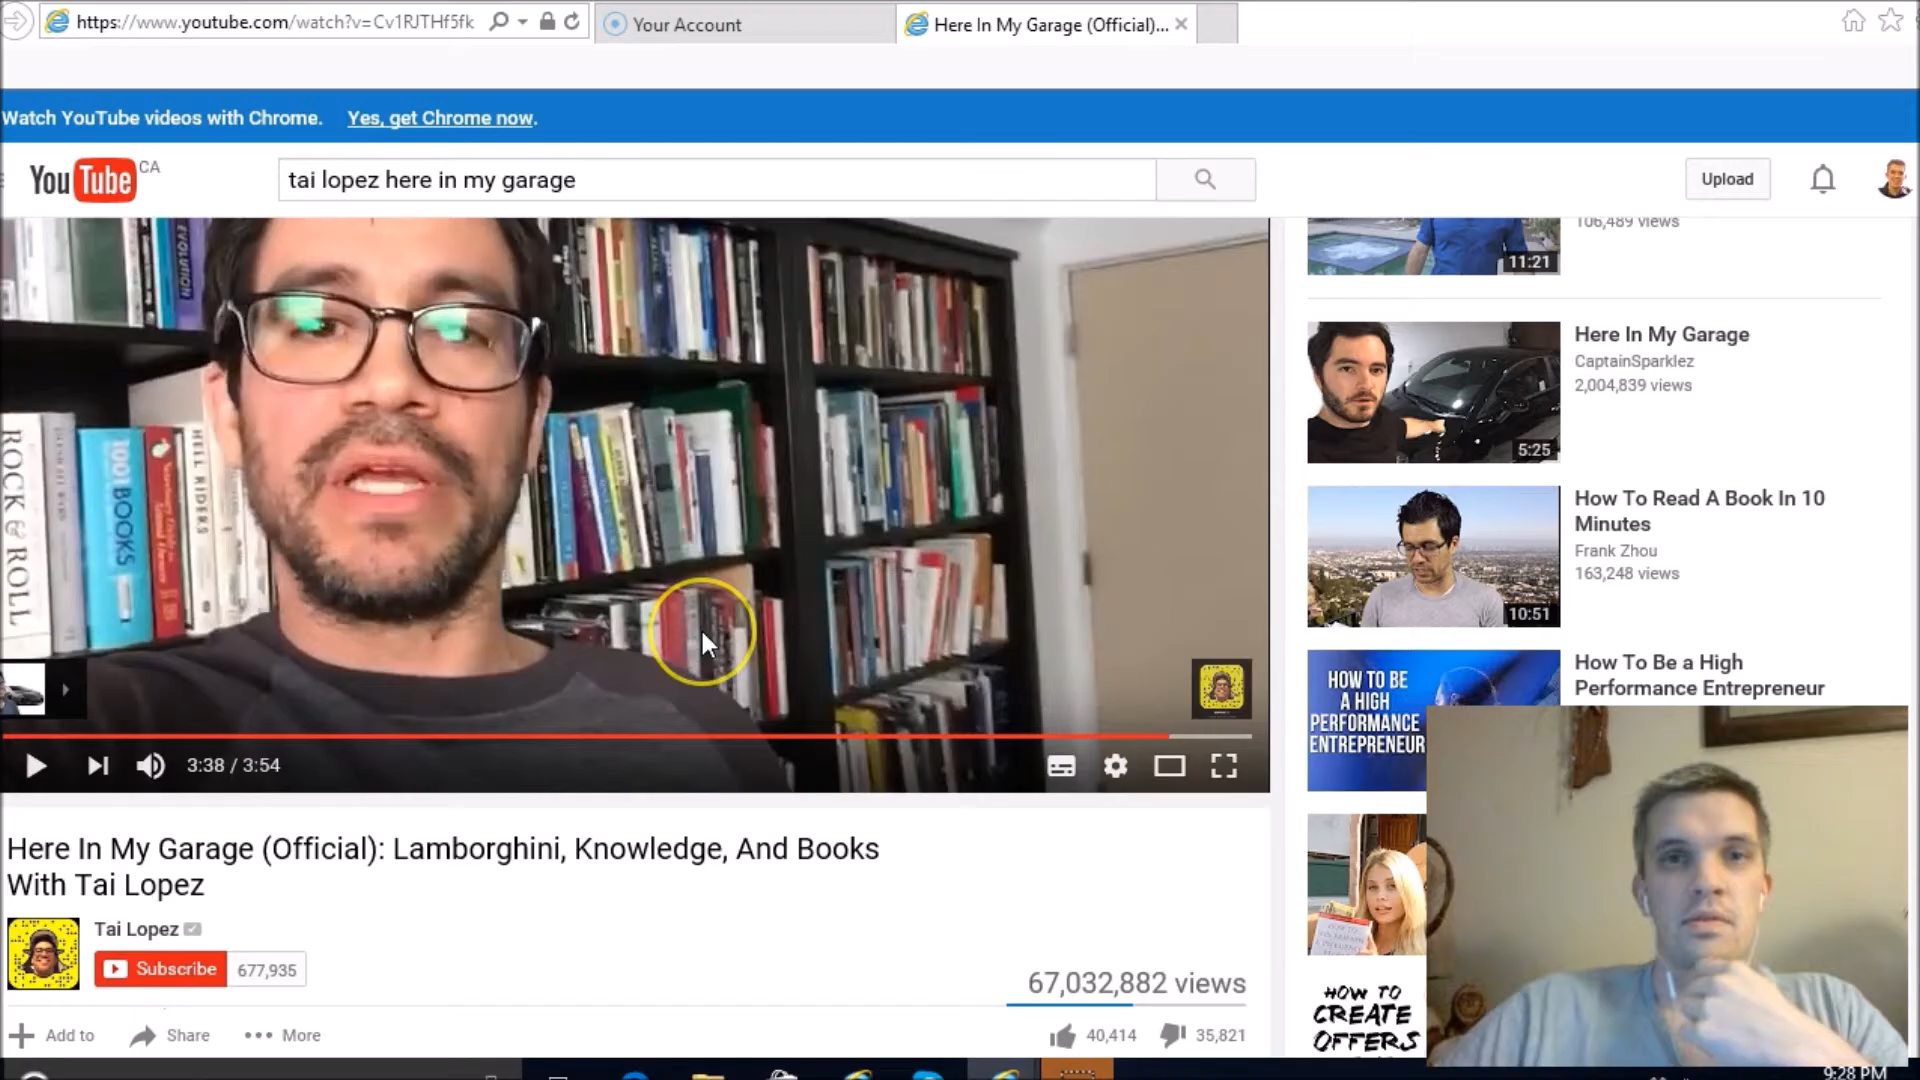 https://www.youtube.com/watch?v=Cv1RJTHf5fk
Your Account
Here In My Garage (Official)...
Watch YouTube videos with Chrome. Yes, get Chrome now.
YouTube CA
tai lopez here in my garage
Upload
106,489 views
11:21
EVOLUTION
ROCK & ROLL
1001 BOOKS
HELL RIDERS
Here In My Garage
CaptainSparklez
2,004,839 views
5:25
How To Read A Book In 10
Minutes
Frank Zhou
163,248 views
10:51
How To Be a High
Performance Entrepreneur
HOW TO BE
A HIGH
PERFORMANCE
ENTREPRENEUR
3:38 / 3:54
Here In My Garage (Official): Lamborghini, Knowledge, And Books
With Tai Lopez
Tai Lopez
Subscribe 677,935
67,032,882 views
Add to
Share
More
40,414
35,821
HOW TO
CREATE
OFFERS
9:28 PM